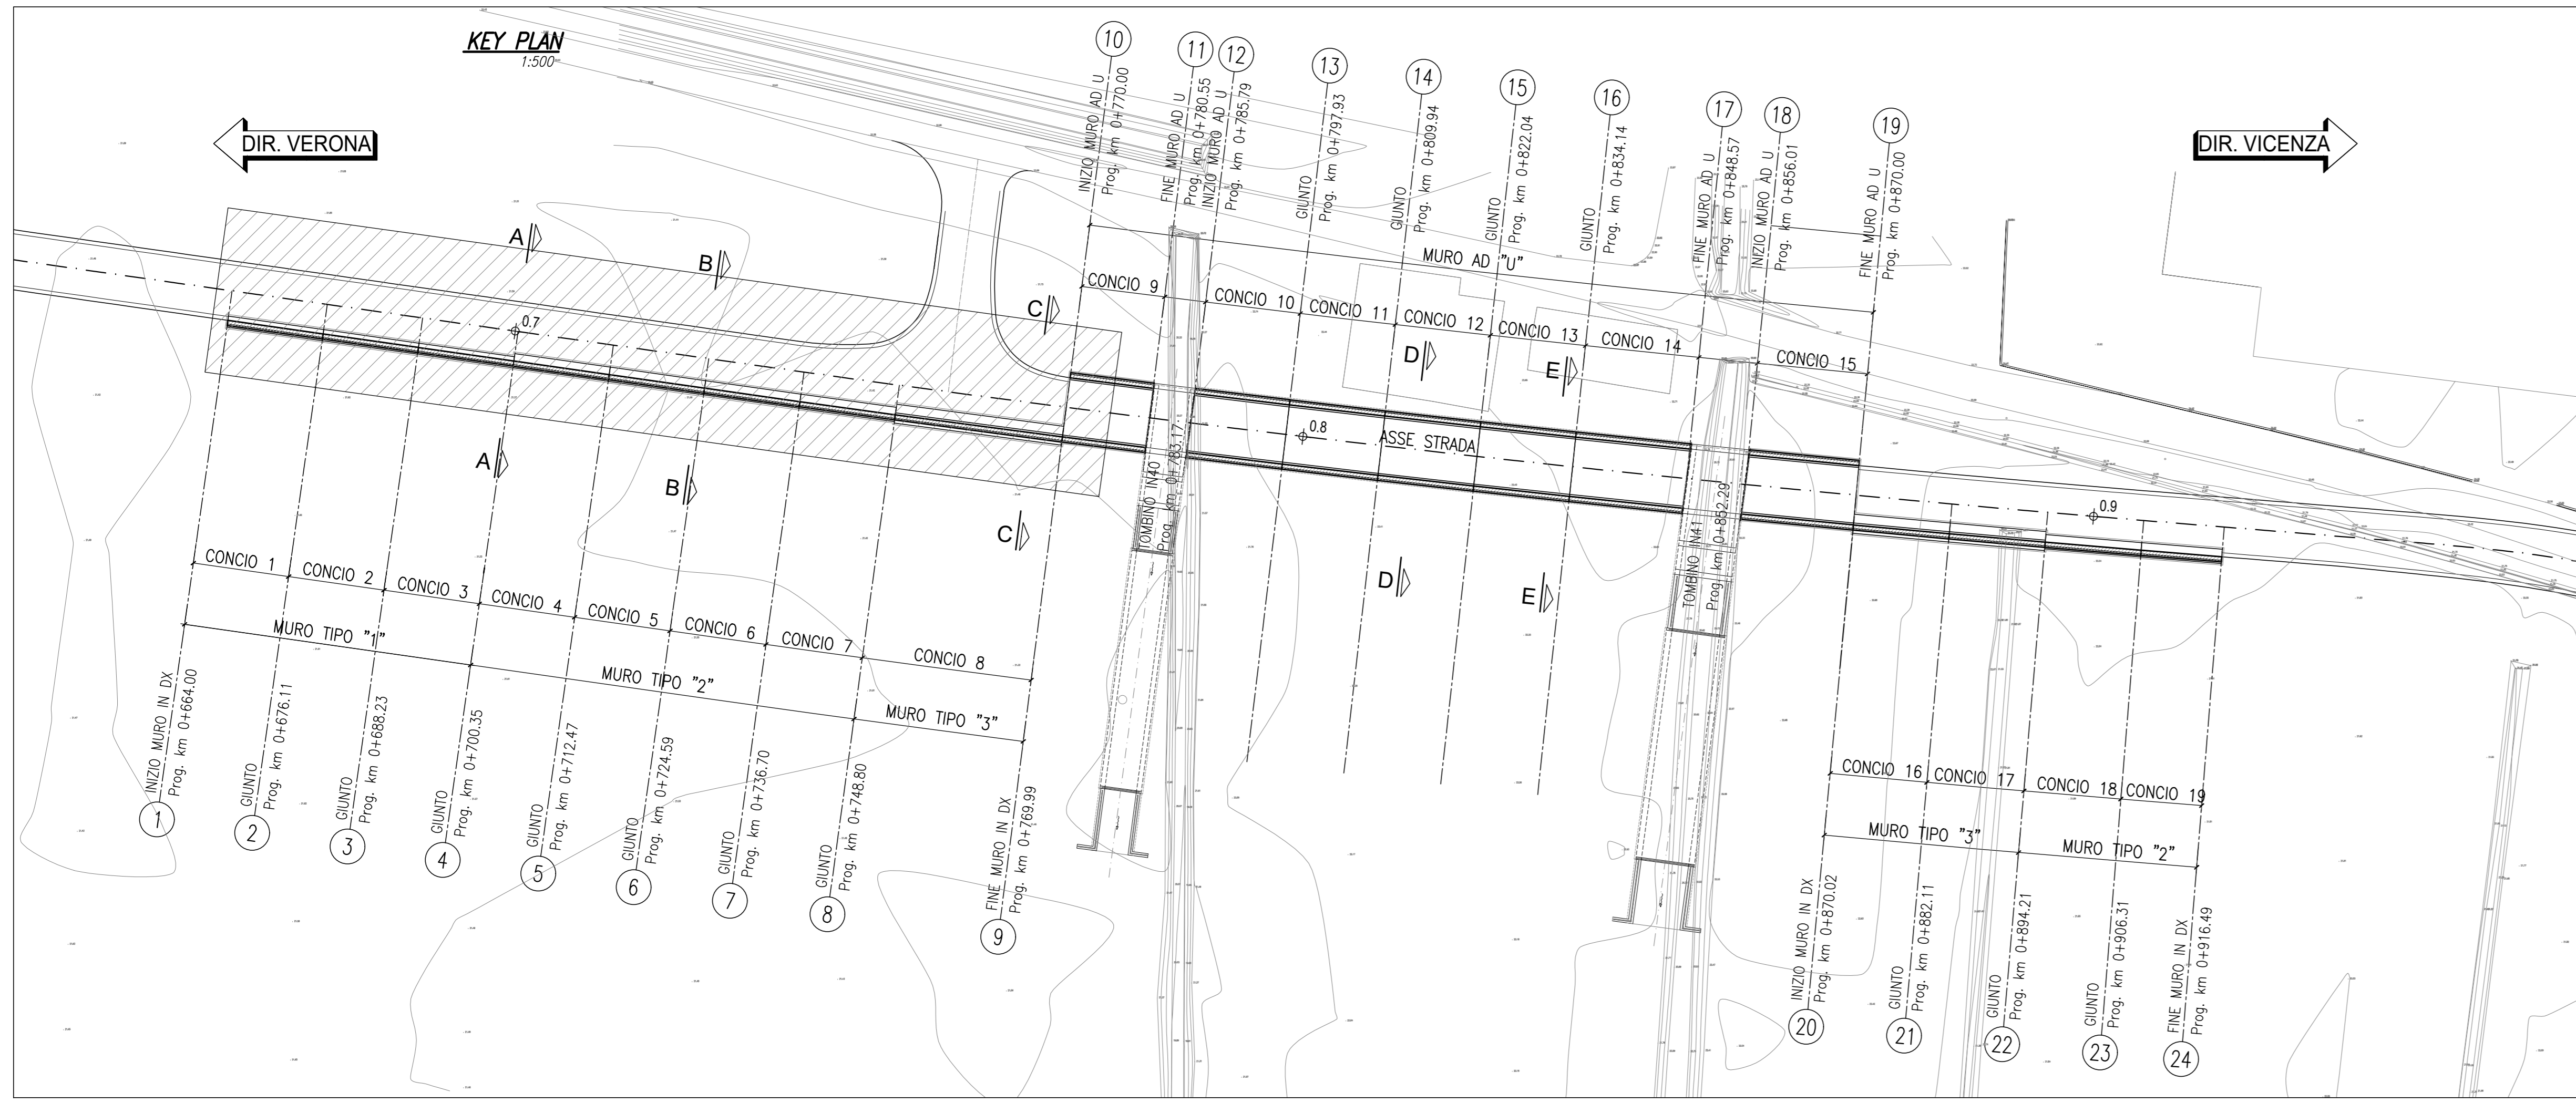 KEY PLAN
1:500
DIR. VERONA
DIR. VICENZA
10
INIZIO MURO AD U
Prog. km 0+770.00
11
FINE MURO AD U
Prog. km 0+780.55
12
INIZIO MURO AD U
Prog. km 0+785.79
13
GIUNTO
Prog. km 0+797.93
14
GIUNTO
Prog. km 0+809.94
15
GIUNTO
Prog. km 0+822.04
16
GIUNTO
Prog. km 0+834.14
17
FINE MURO AD U
Prog. km 0+848.57
18
INIZIO MURO AD U
Prog. km 0+856.01
19
FINE MURO AD U
Prog. km 0+870.00
MURO AD "U"
CONCIO 9
CONCIO 10
CONCIO 11
CONCIO 12
CONCIO 13
CONCIO 14
CONCIO 15
A
B
C
D
E
0.7
0.8
ASSE STRADA
0.9
A
B
C
D
E
TOMBINO IN40
Prog. km 0+783.17
TOMBINO IN41
Prog. km 0+852.29
CONCIO 1
CONCIO 2
CONCIO 3
CONCIO 4
CONCIO 5
CONCIO 6
CONCIO 7
CONCIO 8
MURO TIPO "1"
MURO TIPO "2"
MURO TIPO "3"
CONCIO 16
CONCIO 17
CONCIO 18
CONCIO 19
MURO TIPO "3"
MURO TIPO "2"
INIZIO MURO IN DX
Prog. km 0+664.00
1
GIUNTO
Prog. km 0+676.11
2
GIUNTO
Prog. km 0+688.23
3
GIUNTO
Prog. km 0+700.35
4
GIUNTO
Prog. km 0+712.47
5
GIUNTO
Prog. km 0+724.59
6
GIUNTO
Prog. km 0+736.70
7
GIUNTO
Prog. km 0+748.80
8
FINE MURO IN DX
Prog. km 0+769.99
9
INIZIO MURO IN DX
Prog. km 0+870.02
20
GIUNTO
Prog. km 0+882.11
21
GIUNTO
Prog. km 0+894.21
22
GIUNTO
Prog. km 0+906.31
23
FINE MURO IN DX
Prog. km 0+916.49
24